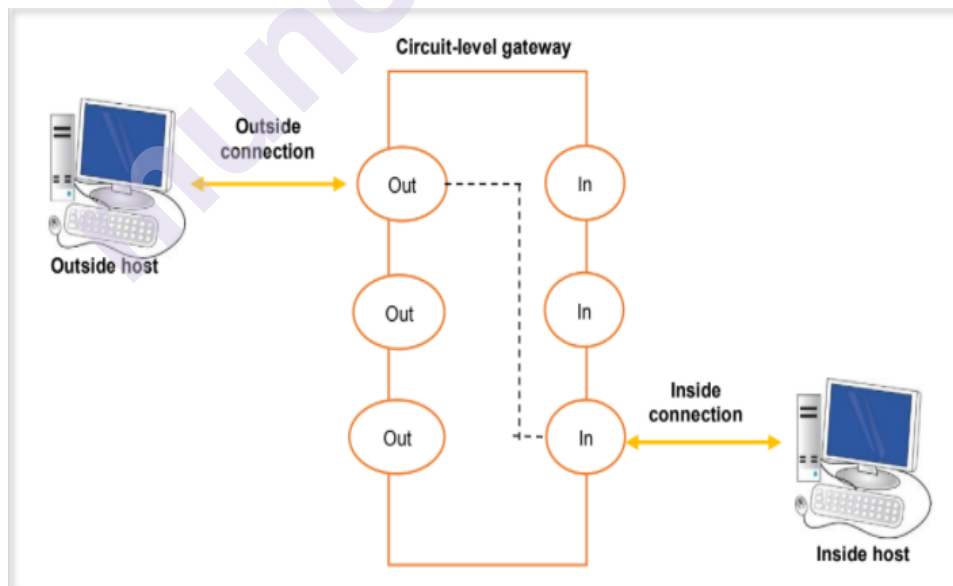 Circuit-level gateway
Outside
connection
Out
In
Outside host
Out
In
Inside
connection
Out
In
Inside host